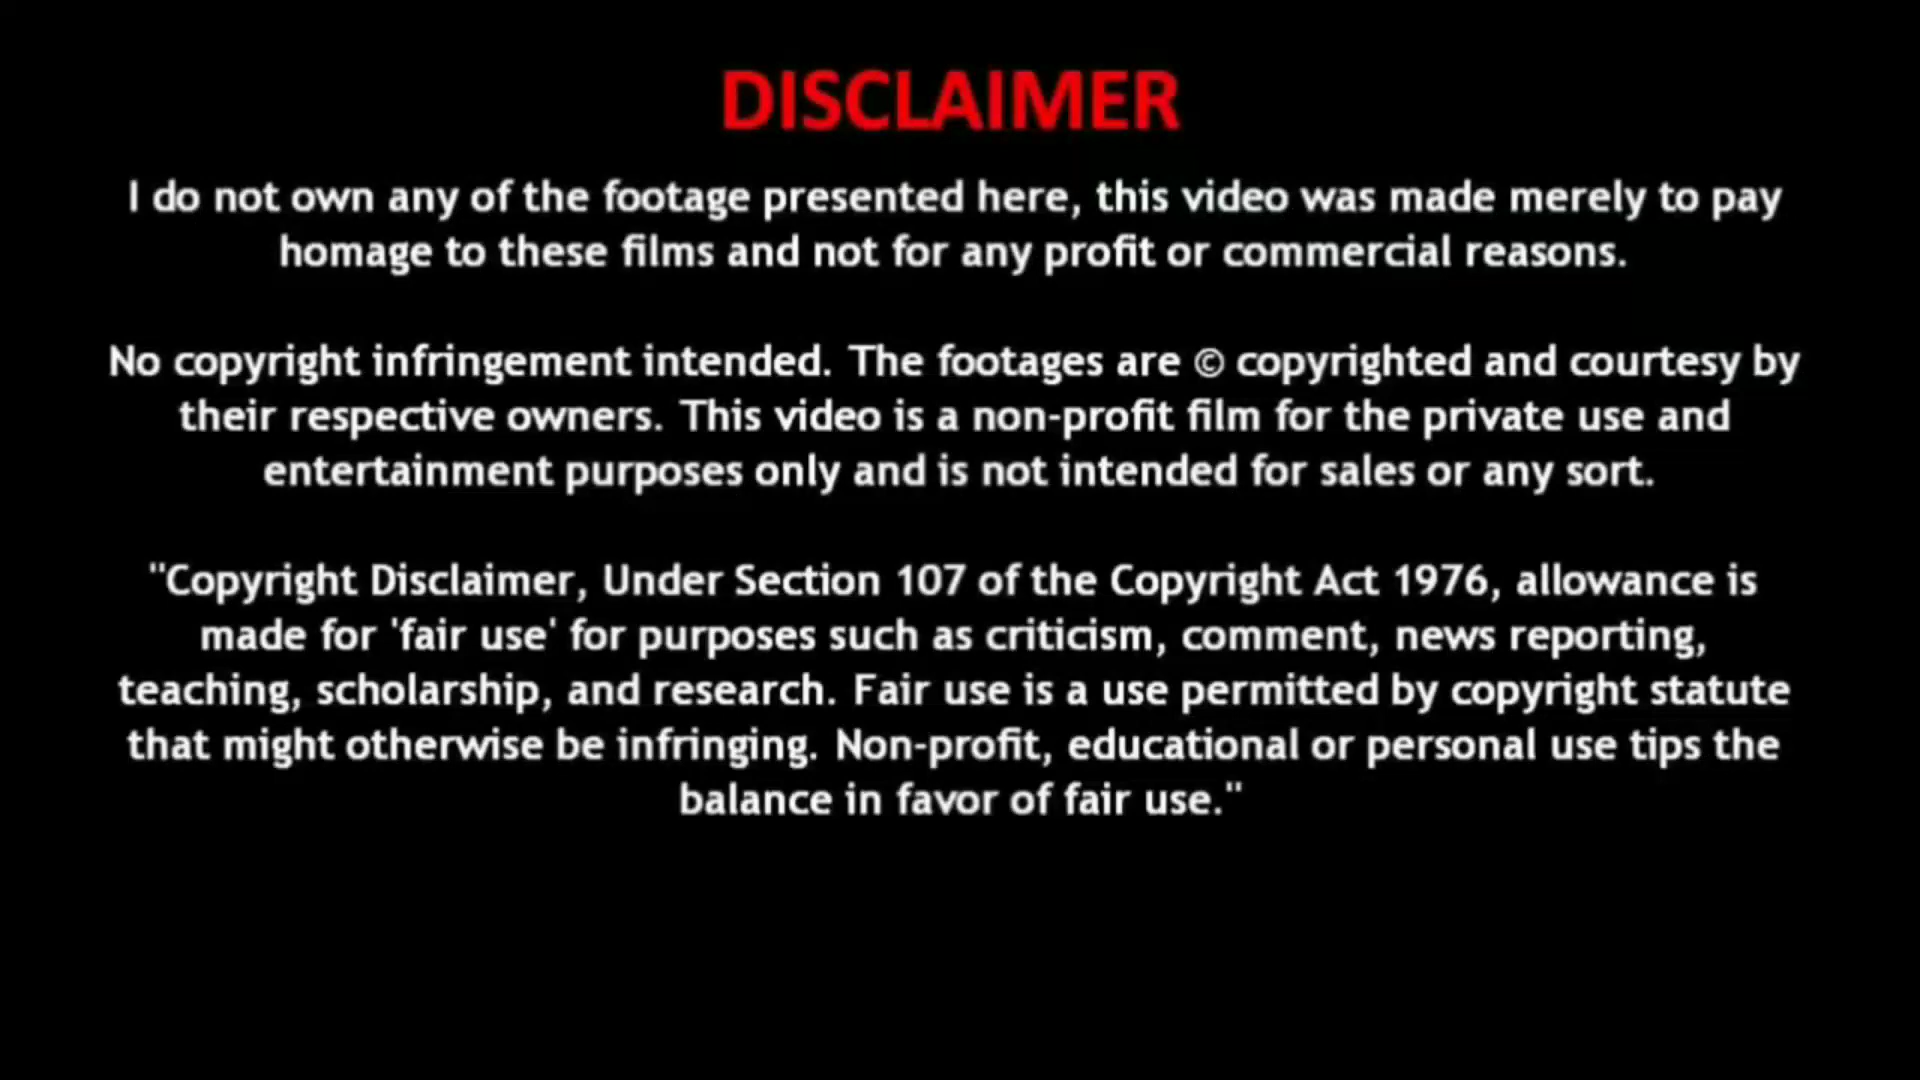 DISCLAIMER
I do not own any of the footage presented here, this video was made merely to pay
homage to these films and not for any profit or commercial reasons.
No copyright infringement intended. The footages are © copyrighted and courtesy by
their respective owners. This video is a non-profit film for the private use and
entertainment purposes only and is not intended for sales or any sort.
"Copyright Disclaimer, Under Section 107 of the Copyright Act 1976, allowance is
made for 'fair use' for purposes such as criticism, comment, news reporting,
teaching, scholarship, and research. Fair use is a use permitted by copyright statute
that might otherwise be infringing. Non-profit, educational or personal use tips the
balance in favor of fair use."